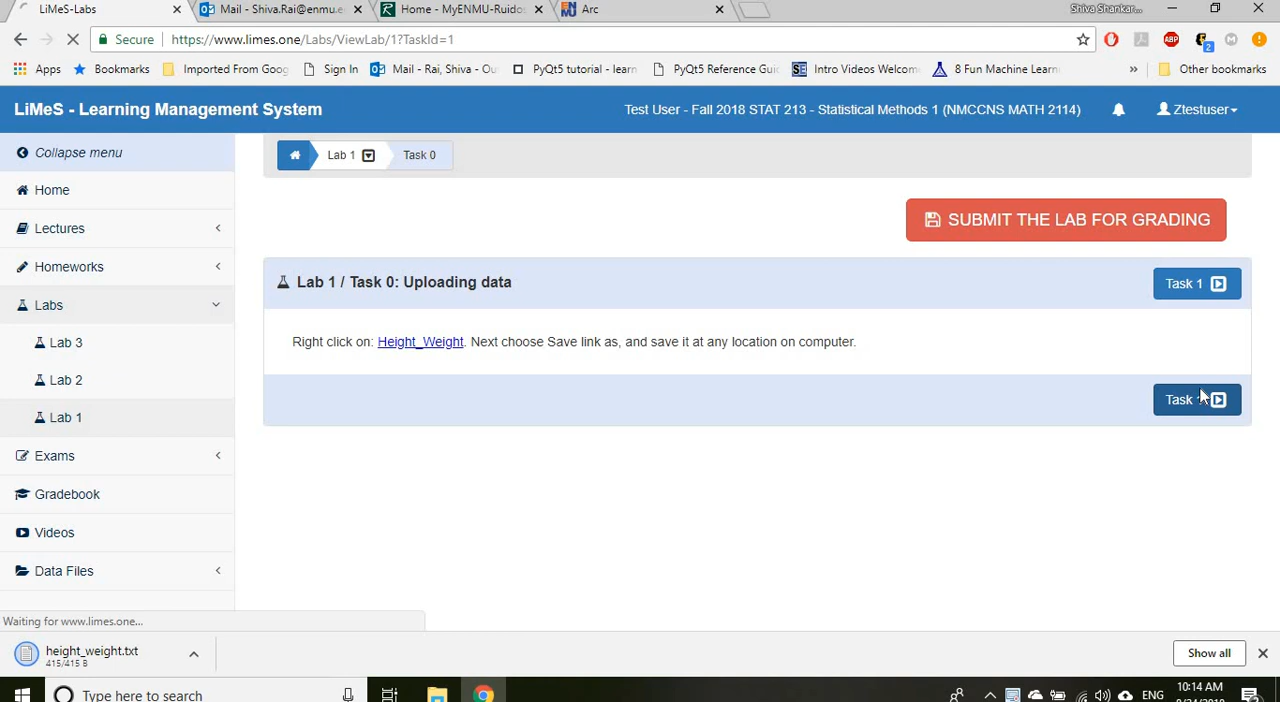 LiMeS-Labs
Mail - Shiva.Rai@enmu.e
Home - MyENMU-Ruidos
Arc
Shiva Shankar...
Secure
https://www.limes.one/Labs/ViewLab/1?TaskId=1
ABP
2
Apps
Bookmarks
Imported From Goog
Sign In
Mail - Rai, Shiva - Ou
PyQt5 tutorial - learn
PyQt5 Reference Gui
Intro Videos Welcom
8 Fun Machine Learni
»
Other bookmarks
LiMeS - Learning Management System
Test User - Fall 2018 STAT 213 - Statistical Methods 1 (NMCCNS MATH 2114)
Ztestuser
Collapse menu
Lab 1
Task 0
Home
SUBMIT THE LAB FOR GRADING
Lectures
Homeworks
Lab 1 / Task 0: Uploading data
Task 1
Labs
Right click on: Height_Weight. Next choose Save link as, and save it at any location on computer.
Lab 3
Lab 2
Task
Lab 1
Exams
Gradebook
Videos
Data Files
Waiting for www.limes.one...
height_weight.txt
415/415 B
Show all
Type here to search
ENG
10:14 AM